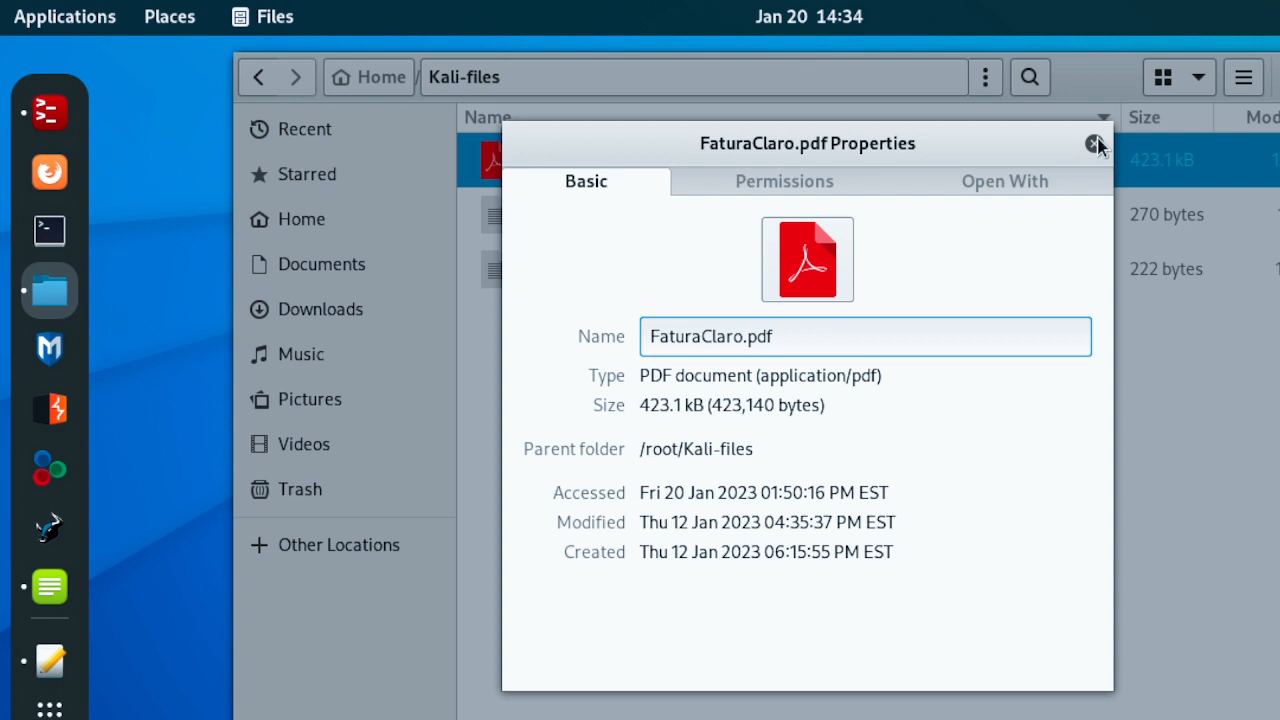 Applications Places Files Jan 20 14:34
Home / Kali-files
Recent
Starred
Home
Documents
Downloads
Music
Pictures
Videos
Trash
Other Locations
Name Size
423.1 kB
270 bytes
222 bytes
FaturaClaro.pdf Properties
Basic Permissions Open With
Name FaturaClaro.pdf
Type PDF document (application/pdf)
Size 423.1 kB (423,140 bytes)
Parent folder /root/Kali-files
Accessed Fri 20 Jan 2023 01:50:16 PM EST
Modified Thu 12 Jan 2023 04:35:37 PM EST
Created Thu 12 Jan 2023 06:15:55 PM EST